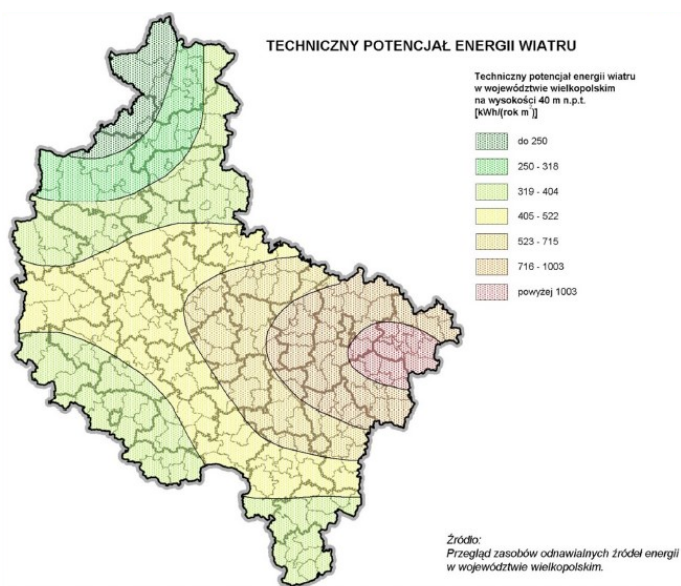 TECHNICZNY POTENCJAŁ ENERGII WIATRU
Techniczny potencjał energii wiatru
w województwie wielkopolskim
na wysokości 40 m n.p.t.
[kWh/(rok m²)]
do 250
250 - 318
319 - 404
405 - 522
523 - 715
716 - 1003
powyżej 1003
Źródło:
Przegląd zasobów odnawialnych źródeł energii
w województwie wielkopolskim.